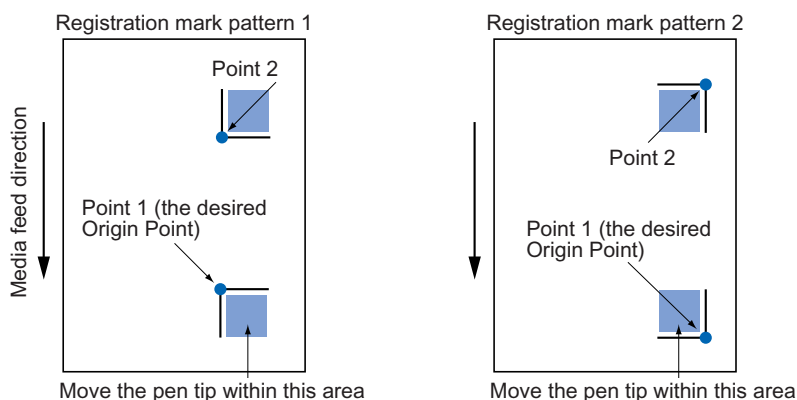 Registration mark pattern 1
Point 2
Media feed direction
Point 1 (the desired
Origin Point)
Move the pen tip within this area
Registration mark pattern 2
Point 2
Point 1 (the desired
Origin Point)
Move the pen tip within this area